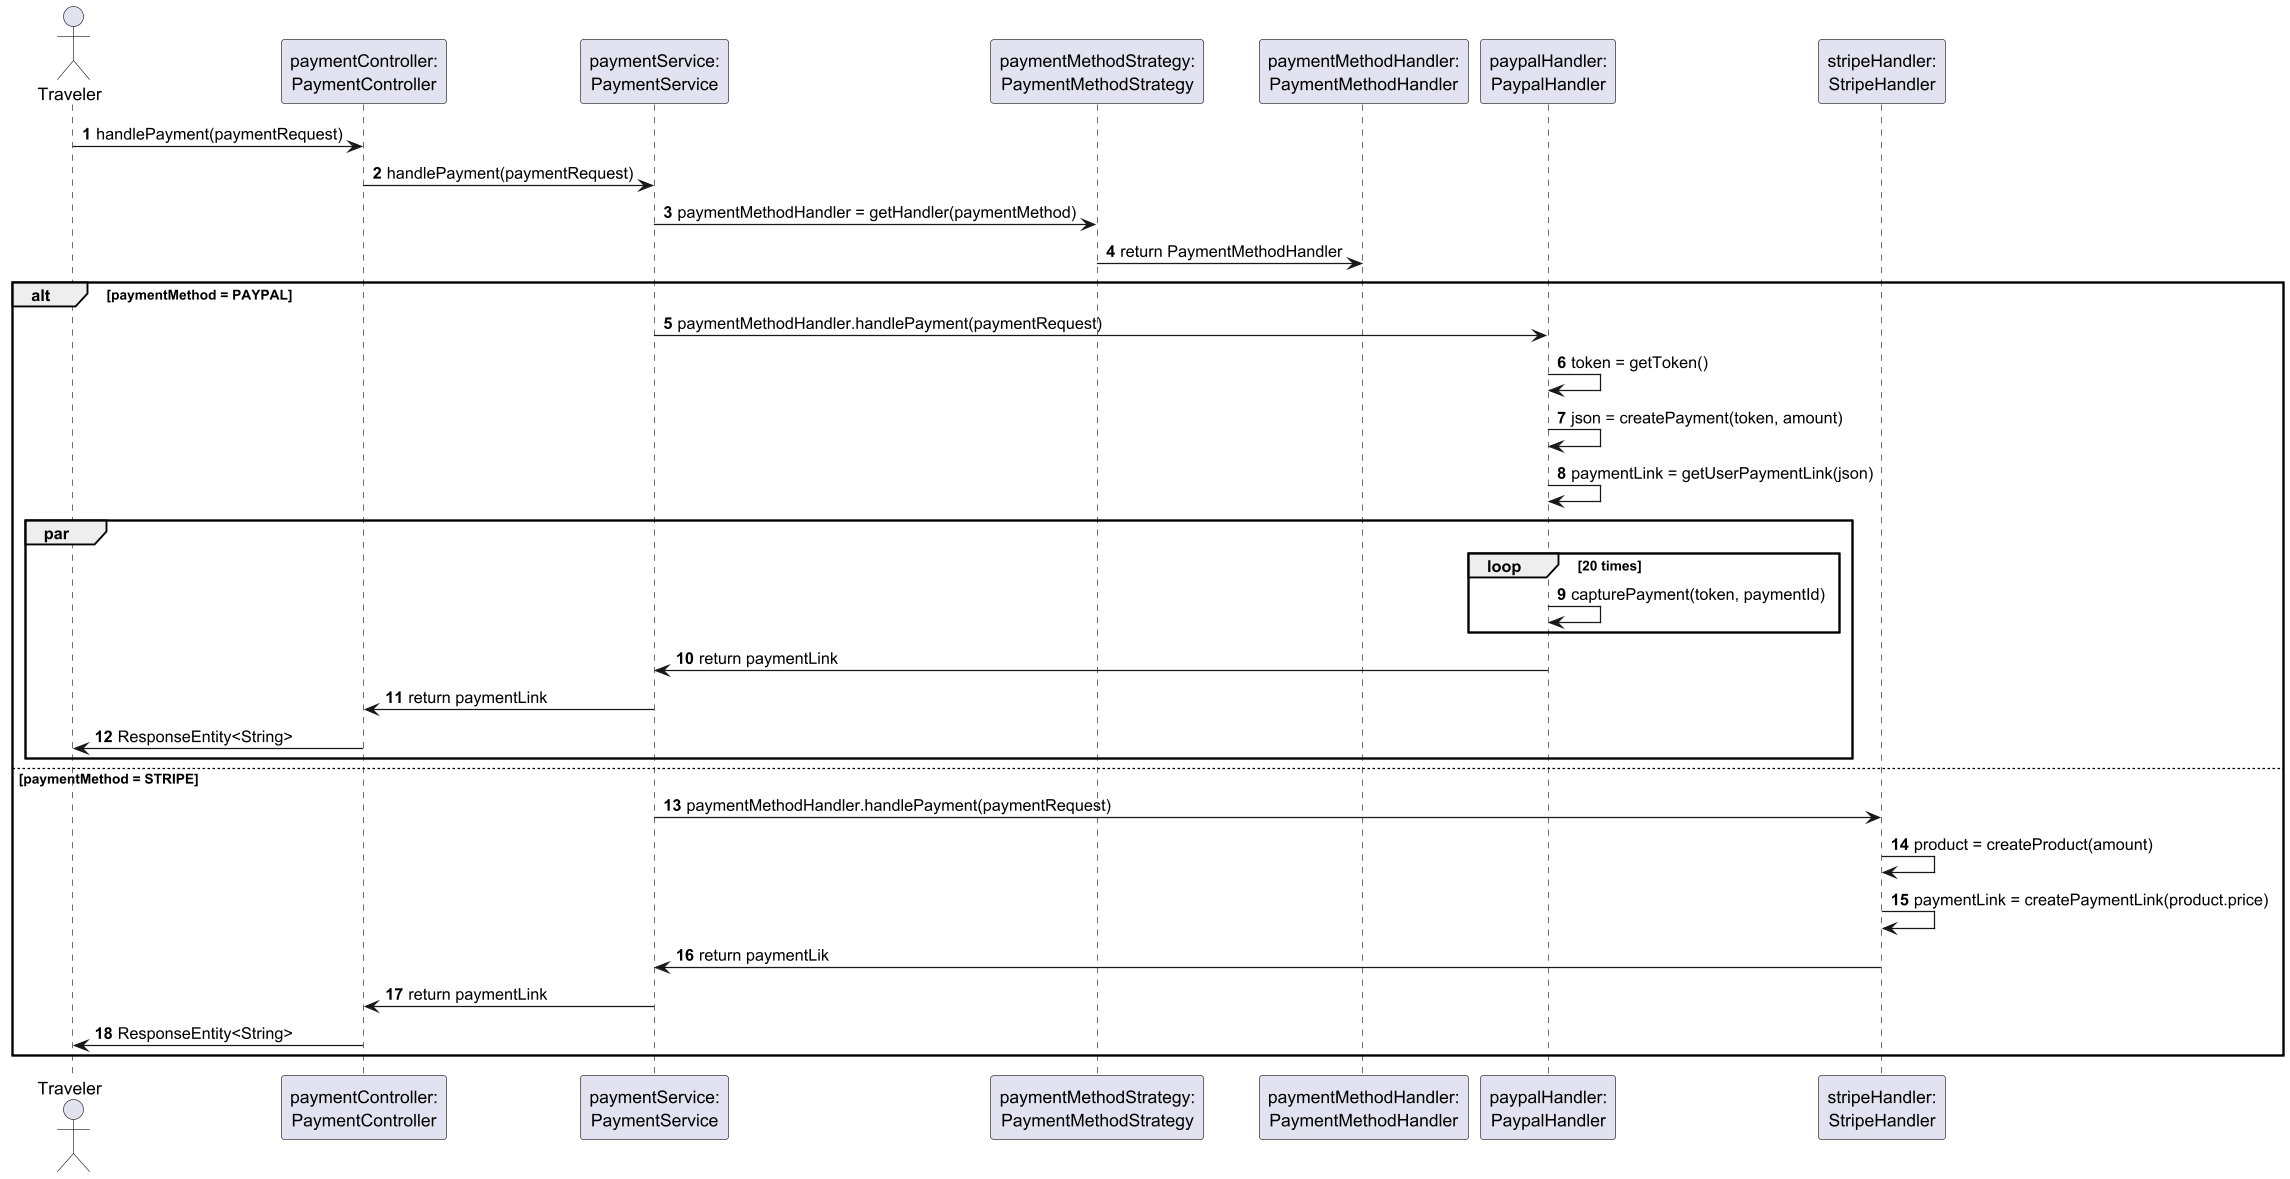 Traveler
paymentController:
PaymentController
paymentService:
PaymentService
paymentMethodStrategy:
PaymentMethodStrategy
paymentMethodHandler:
PaymentMethodHandler
paypalHandler:
PaypalHandler
stripeHandler:
StripeHandler
1 handlePayment(paymentRequest)
2 handlePayment(paymentRequest)
3 paymentMethodHandler = getHandler(paymentMethod)
4 return PaymentMethodHandler
alt [paymentMethod = PAYPAL]
5 paymentMethodHandler.handlePayment(paymentRequest)
6 token = getToken()
7 json = createPayment(token, amount)
8 paymentLink = getUserPaymentLink(json)
par
loop [20 times]
9 capturePayment(token, paymentId)
10 return paymentLink
11 return paymentLink
12 ResponseEntity<String>
[paymentMethod = STRIPE]
13 paymentMethodHandler.handlePayment(paymentRequest)
14 product = createProduct(amount)
15 paymentLink = createPaymentLink(product.price)
16 return paymentLik
17 return paymentLink
18 ResponseEntity<String>
Traveler
paymentController:
PaymentController
paymentService:
PaymentService
paymentMethodStrategy:
PaymentMethodStrategy
paymentMethodHandler:
PaymentMethodHandler
paypalHandler:
PaypalHandler
stripeHandler:
StripeHandler